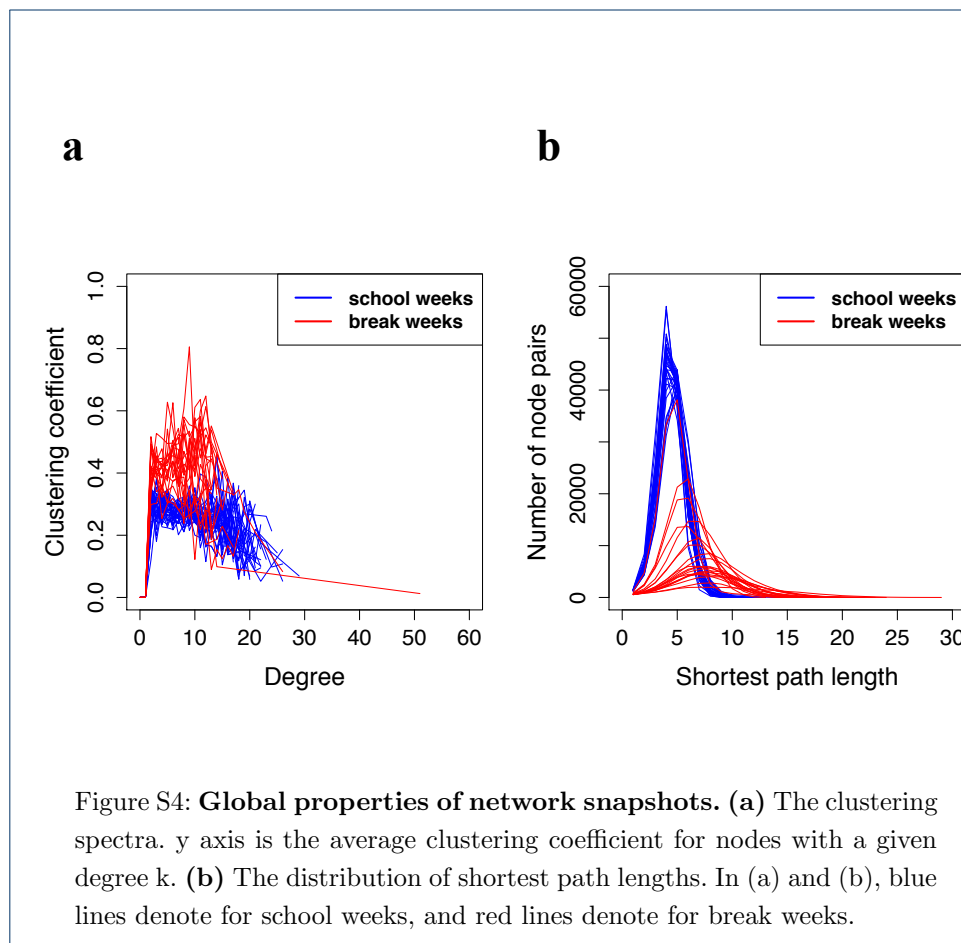 a
b
1.0
0.8
0.6
0.4
0.2
0.0
Clustering coefficient
school weeks
break weeks
0 10 20 30 40 50 60
Degree
60000
40000
20000
0
Number of node pairs
school weeks
break weeks
0 5 10 15 20 25 30
Shortest path length
Figure S4: Global properties of network snapshots. (a) The clustering
spectra. y axis is the average clustering coefficient for nodes with a given
degree k. (b) The distribution of shortest path lengths. In (a) and (b), blue
lines denote for school weeks, and red lines denote for break weeks.